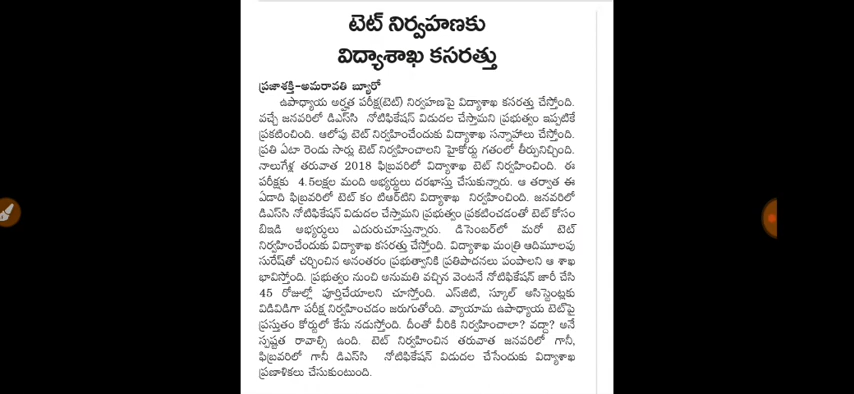 టెట్ నిర్వహణకు
విద్యాశాఖ కసరత్తు
ప్రజాశక్తి-అమరావతి బ్యూరో
ఉపాధ్యాయ అర్హత పరీక్ష(టెట్) నిర్వహణపై విద్యాశాఖ కసరత్తు చేస్తోంది.
వచ్చే జనవరిలో డిఎస్‌సి నోటిఫికేషన్ విడుదల చేస్తామని ప్రభుత్వం ఇప్పటికే
ప్రకటించింది. ఆలోపు టెట్ నిర్వహించేందుకు విద్యాశాఖ సన్నాహాలు చేస్తోంది.
ప్రతి ఏటా రెండు సార్లు టెట్ నిర్వహించాలని హైకోర్టు గతంలో తీర్పునిచ్చింది.
నాలుగేళ్ల తరువాత 2018 ఫిబ్రవరిలో విద్యాశాఖ టెట్ నిర్వహించింది. ఈ
పరీక్షకు 4.5లక్షల మంది అభ్యర్థులు దరఖాస్తు చేసుకున్నారు. ఆ తర్వాత ఈ
ఏడాది ఫిబ్రవరిలో టెట్ కం టిఆర్‌టిని విద్యాశాఖ నిర్వహించింది. జనవరిలో
డిఎస్‌సి నోటిఫికేషన్ విడుదల చేస్తామని ప్రభుత్వం ప్రకటించడంతో టెట్ కోసం
బిఇడి అభ్యర్థులు ఎదురుచూస్తున్నారు. డిసెంబర్‌లో మరో టెట్
నిర్వహించేందుకు విద్యాశాఖ కసరత్తు చేస్తోంది. విద్యాశాఖ మంత్రి ఆదిమూలపు
సురేష్‌తో చర్చించిన అనంతరం ప్రభుత్వానికి ప్రతిపాదనలు పంపాలని ఆ శాఖ
భావిస్తోంది. ప్రభుత్వం నుంచి అనుమతి వచ్చిన వెంటనే నోటిఫికేషన్ జారీ చేసి
45 రోజుల్లో పూర్తిచేయాలని చూస్తోంది. ఎస్‌జిటి, స్కూల్ అసిస్టెంట్లకు
విడివిడిగా పరీక్ష నిర్వహించడం జరుగుతోంది. వ్యాయామ ఉపాధ్యాయ టెట్‌పై
ప్రస్తుతం కోర్టులో కేసు నడుస్తోంది. దీంతో వీరికి నిర్వహించాలా? వద్దా? అనే
స్పష్టత రావాల్సి ఉంది. టెట్ నిర్వహించిన తరువాత జనవరిలో గానీ,
ఫిబ్రవరిలో గానీ డిఎస్‌సి నోటిఫికేషన్ విడుదల చేసేందుకు విద్యాశాఖ
ప్రణాళికలు చేసుకుంటుంది.